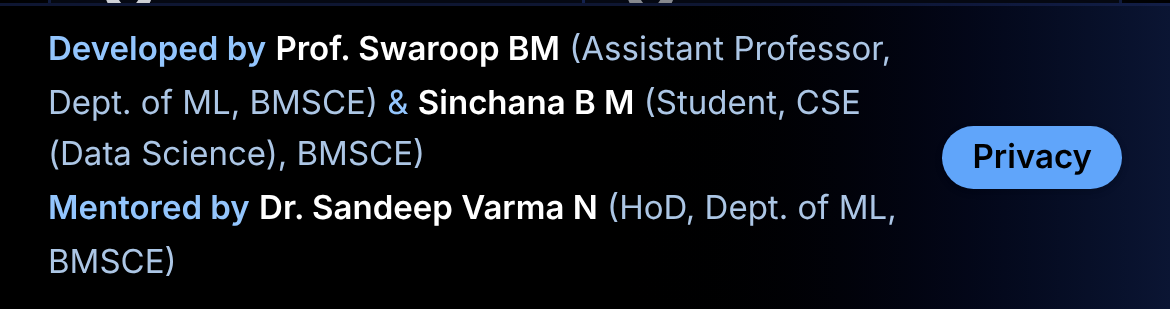 Developed by Prof. Swaroop BM (Assistant Professor,
Dept. of ML, BMSCE) & Sinchana B M (Student, CSE
(Data Science), BMSCE)
Privacy
Mentored by Dr. Sandeep Varma N (HoD, Dept. of ML,
BMSCE)